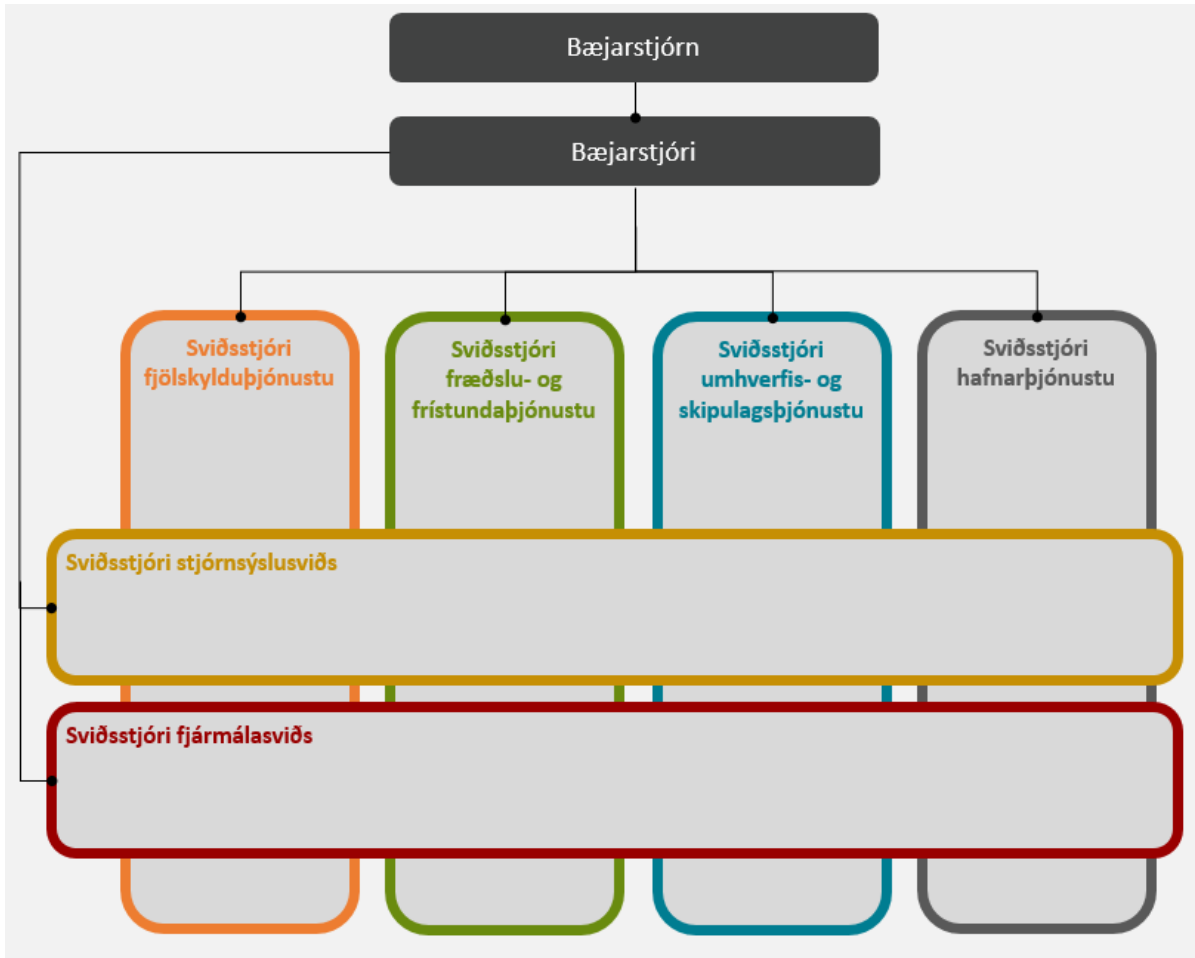 Bæjarstjórn
Bæjarstjóri
Sviðsstjóri
fjölskylduþjónustu
Sviðsstjóri
fræðslu- og
frístundaþjónustu
Sviðsstjóri
umhverfis- og
skipulagsþjónustu
Sviðsstjóri
hafnarþjónustu
Sviðsstjóri stjórnsýslusviðs
Sviðsstjóri fjármálasviðs